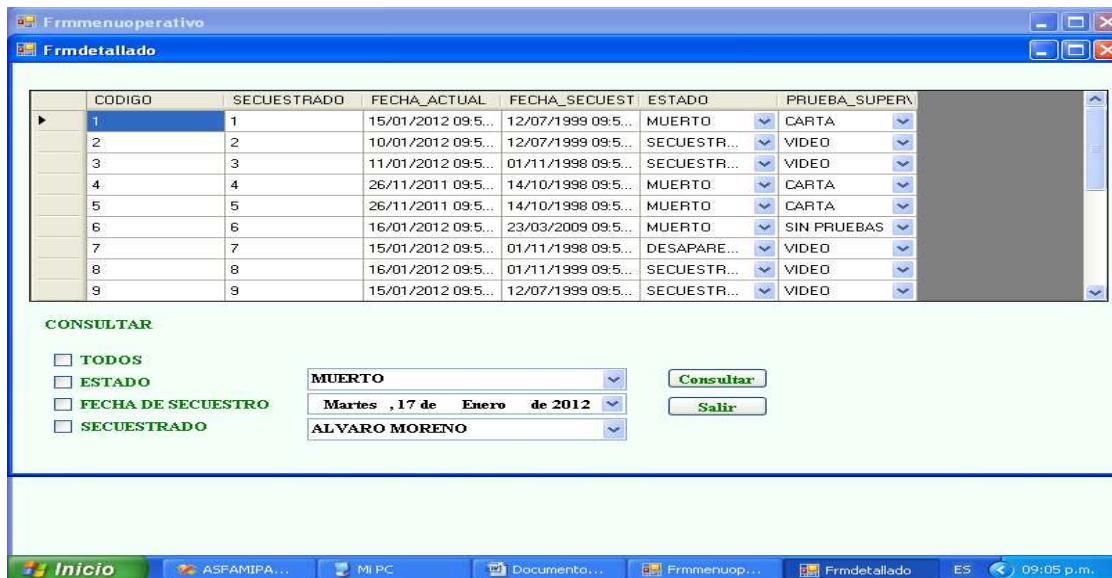 Frmmenuoperativo
Frmdetallado
CODIGO SECUESTRADO FECHA_ACTUAL FECHA_SECUEST ESTADO PRUEBA_SUPERV
1 1 15/01/2012 09:5... 12/07/1999 09:5... MUERTO CARTA
2 2 10/01/2012 09:5... 12/07/1999 09:5... SECUESTR... VIDEO
3 3 11/01/2012 09:5... 01/11/1998 09:5... SECUESTR... VIDEO
4 4 26/11/2011 09:5... 14/10/1998 09:5... MUERTO CARTA
5 5 26/11/2011 09:5... 14/10/1998 09:5... MUERTO CARTA
6 6 16/01/2012 09:5... 23/03/2009 09:5... MUERTO SIN PRUEBAS
7 7 15/01/2012 09:5... 01/11/1998 09:5... DESAPARE... VIDEO
8 8 16/01/2012 09:5... 01/11/1999 09:5... SECUESTR... VIDEO
9 9 15/01/2012 09:5... 12/07/1999 09:5... SECUESTR... VIDEO
CONSULTAR
TODOS
ESTADO MUERTO Consultar
FECHA DE SECUESTRO Martes , 17 de Enero de 2012 Salir
SECUESTRADO ALVARO MORENO
Inicio ASFAMIPA... Mi PC Documento... Frmmenuop... Frmdetallado ES 09:05 p.m.